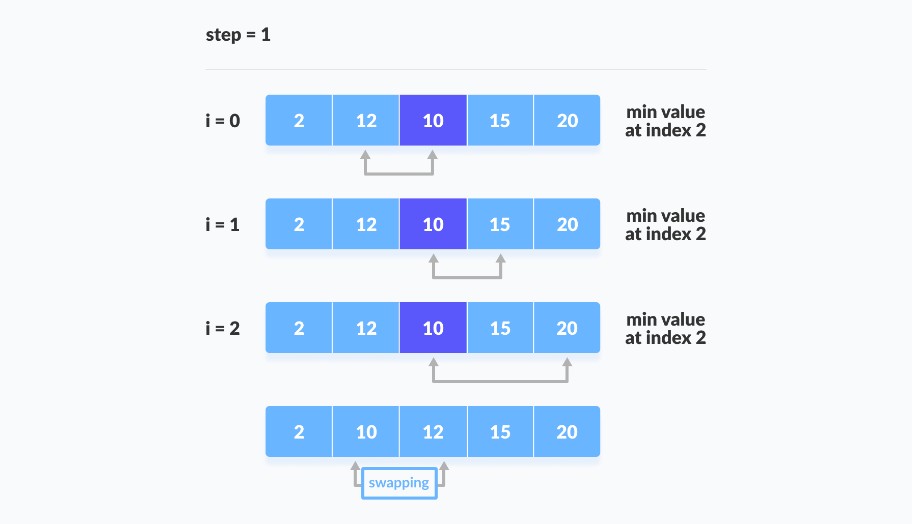 step = 1
i = 0 2 12 10 15 20 min value
at index 2
i = 1 2 12 10 15 20 min value
at index 2
i = 2 2 12 10 15 20 min value
at index 2
2 10 12 15 20
swapping